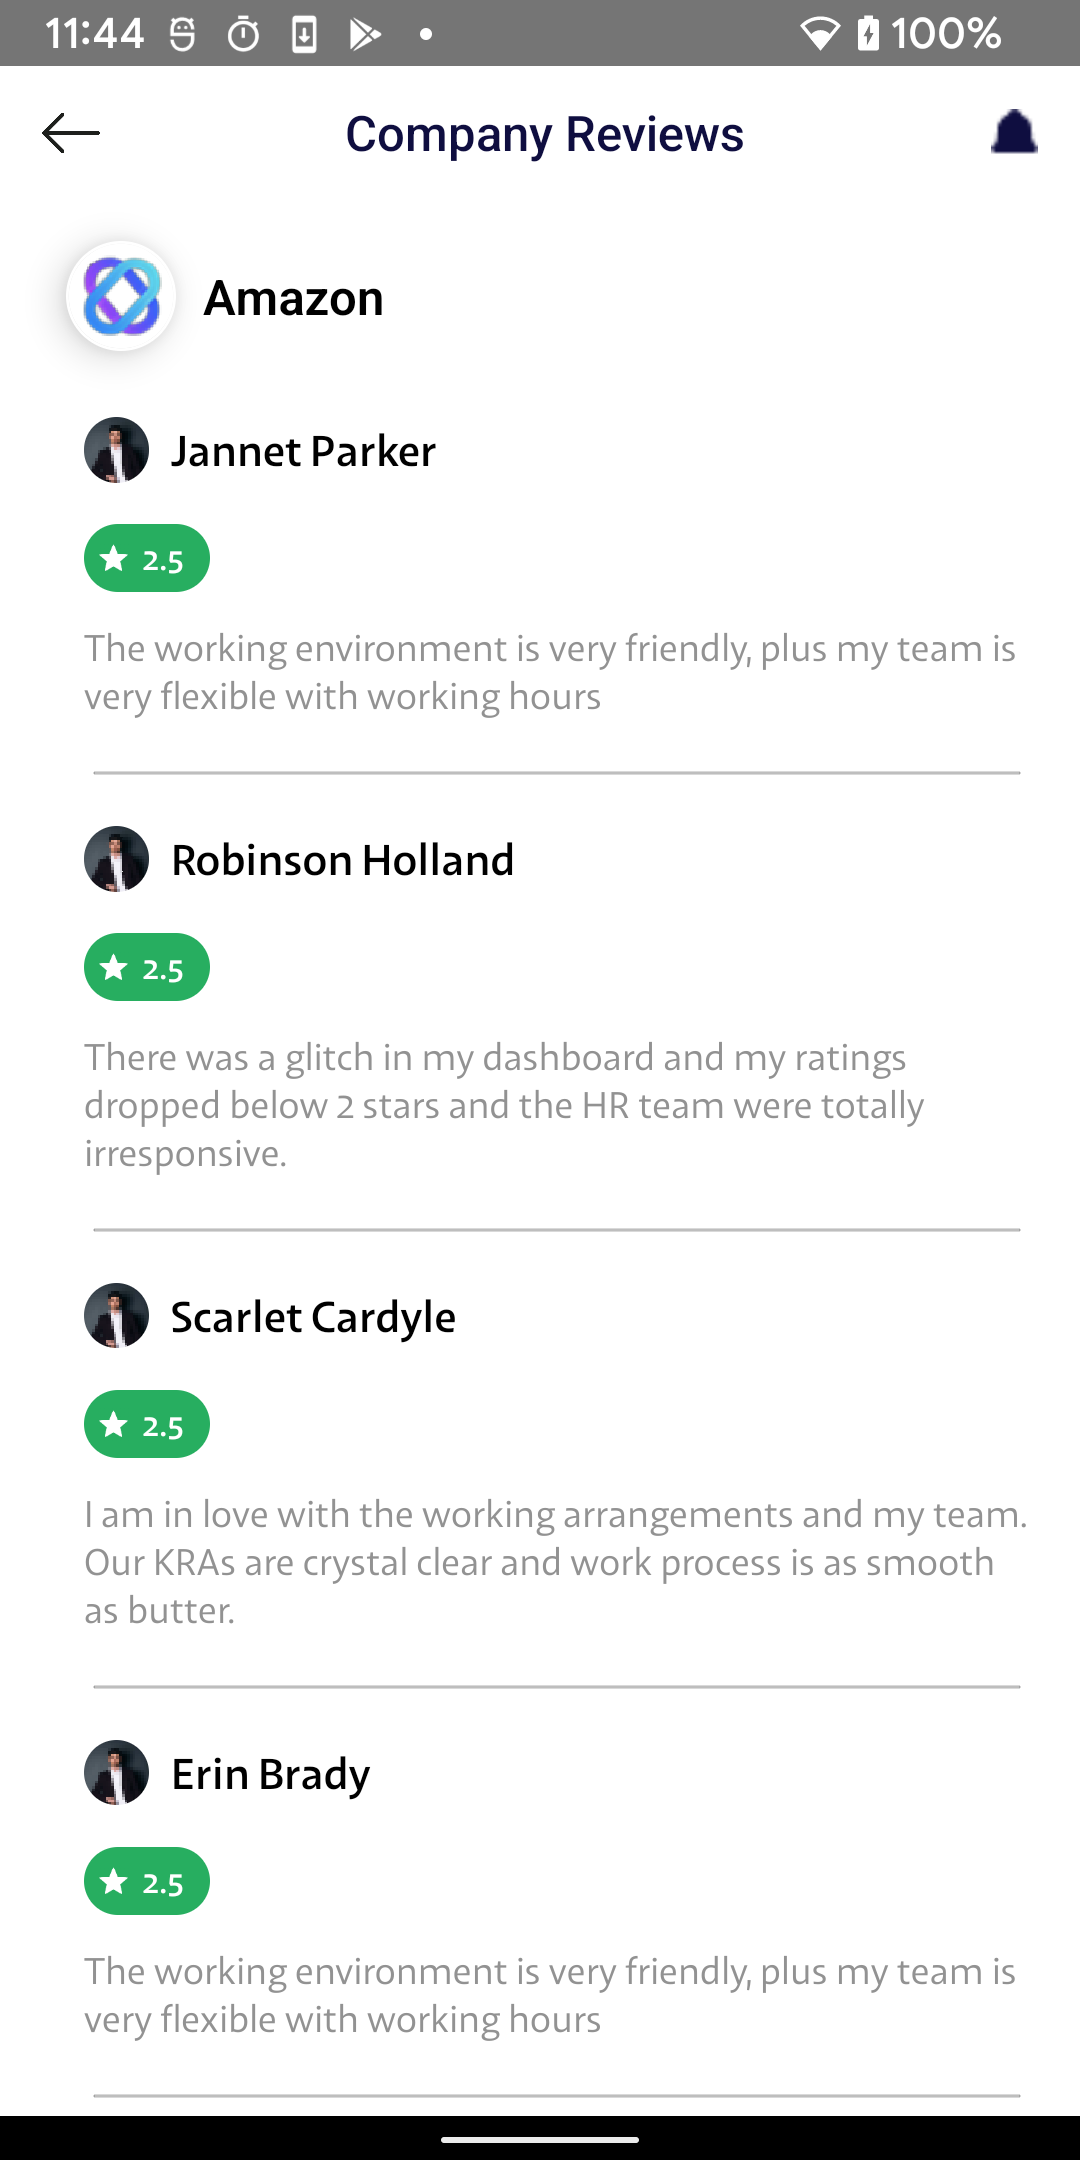 11:44
100%
Company Reviews
Amazon
Jannet Parker
2.5
The working environment is very friendly, plus my team is
very flexible with working hours
Robinson Holland
2.5
There was a glitch in my dashboard and my ratings
dropped below 2 stars and the HR team were totally
irresponsive.
Scarlet Cardyle
2.5
I am in love with the working arrangements and my team.
Our KRAs are crystal clear and work process is as smooth
as butter.
Erin Brady
2.5
The working environment is very friendly, plus my team is
very flexible with working hours